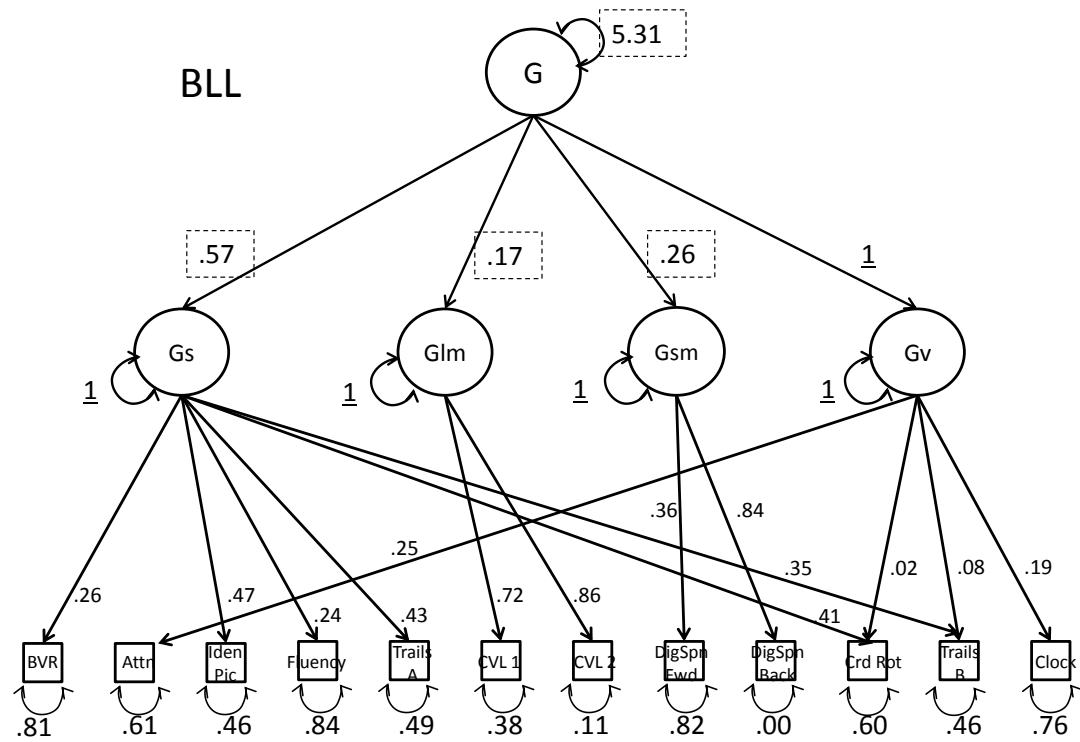 5.31
G
BLL
.57
.17
.26
1
Gs
Glm
Gsm
Gv
1
1
1
1
.36
.84
.25
.35
.02
.08
.19
.26
.47
.24
.43
.72
.86
.41
BVR
Attn
Iden
Pic
Fluency
Trails
A
CVL 1
CVL 2
DigSpn
Fwd
DigSpn
Back
Crd Rot
Trails
B
Clock
.81
.61
.46
.84
.49
.38
.11
.82
.00
.60
.46
.76